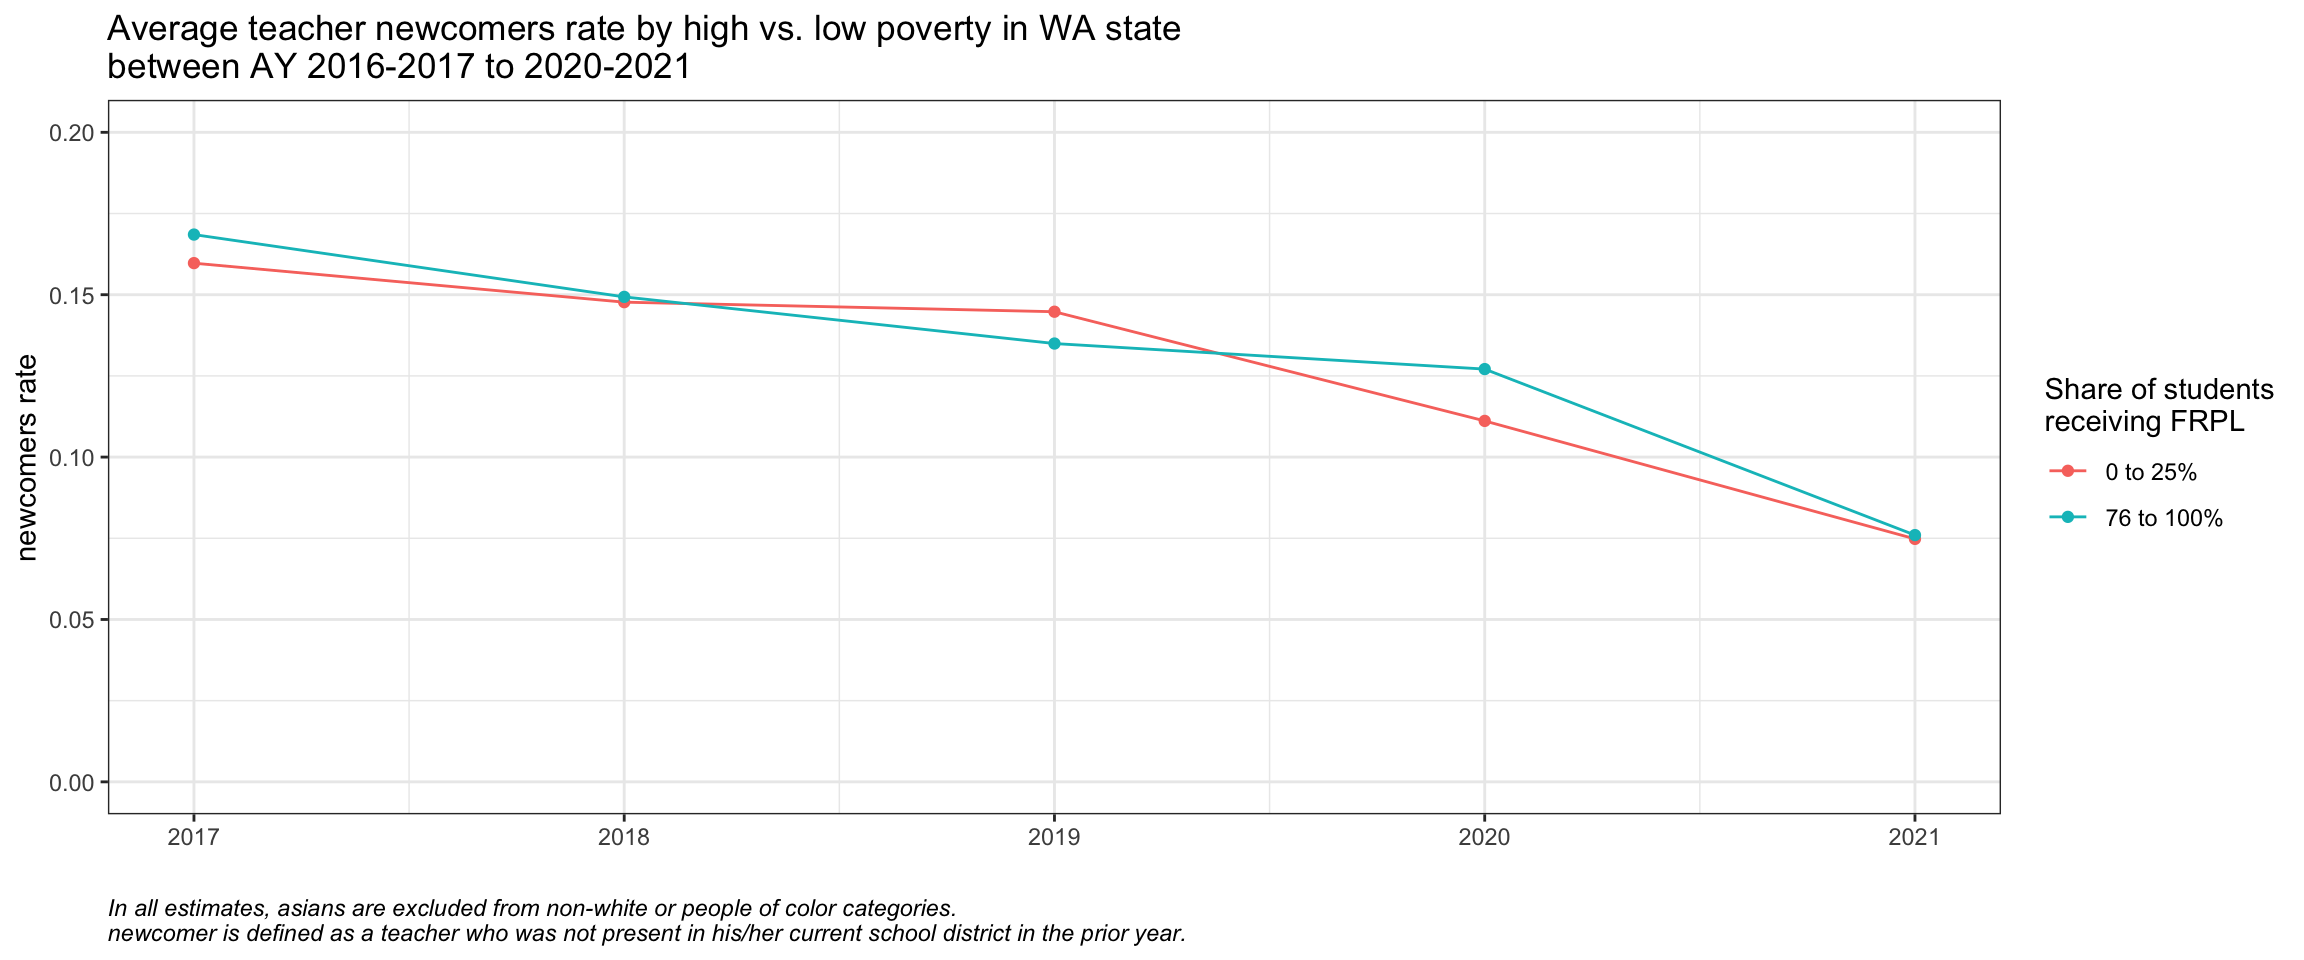 Average teacher newcomers rate by high vs. low poverty in WA state
between AY 2016-2017 to 2020-2021
newcomers rate
0.20
0.15
0.10
0.05
0.00
2017
2018
2019
2020
2021
Share of students
receiving FRPL
0 to 25%
76 to 100%
In all estimates, asians are excluded from non-white or people of color categories.
newcomer is defined as a teacher who was not present in his/her current school district in the prior year.